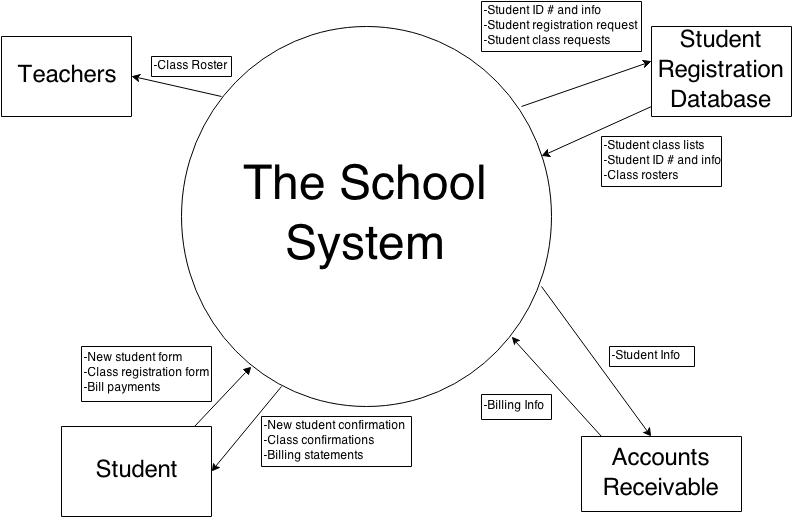 -Student ID # and info
-Student registration request
-Student class requests
Student
Registration
Database
Teachers
-Class Roster
-Student class lists
-Student ID # and info
-Class rosters
The School
System
-New student form
-Class registration form
-Bill payments
-Student Info
-Billing Info
-New student confirmation
-Class confirmations
-Billing statements
Student
Accounts
Receivable